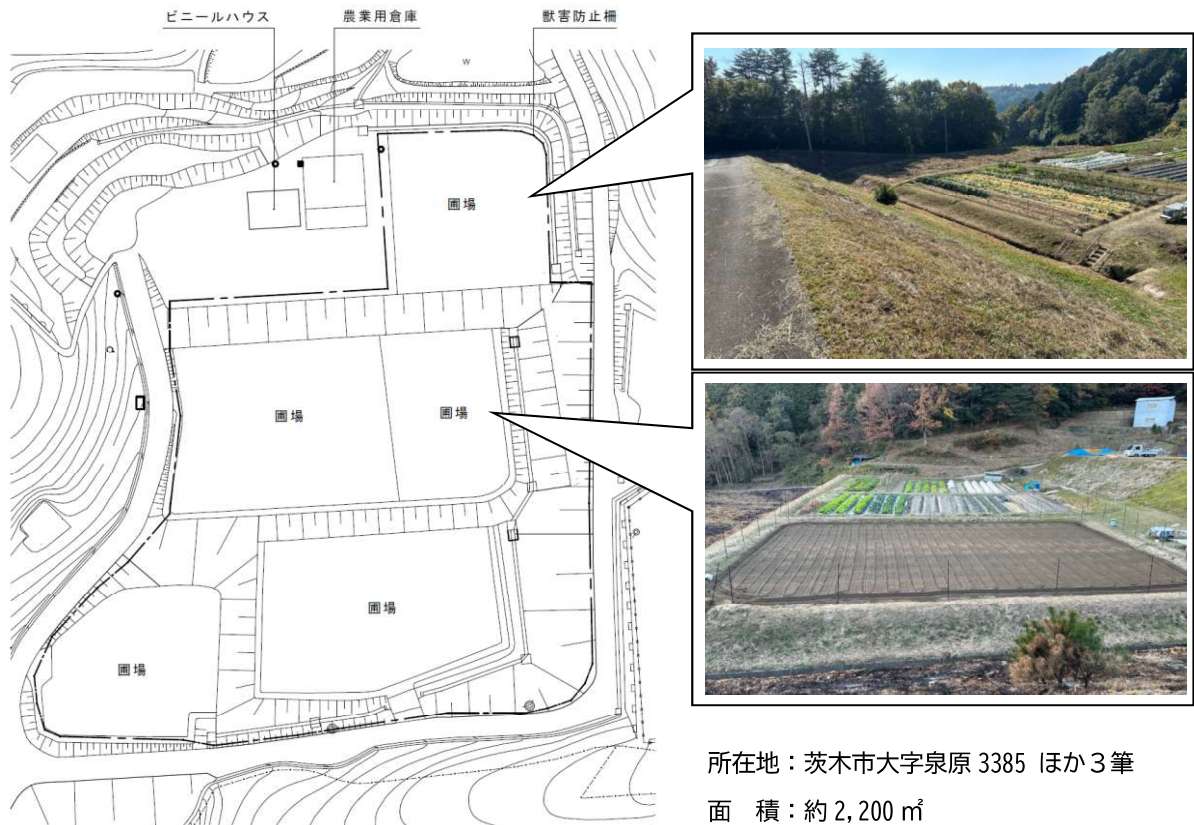 ビニールハウス
農業用倉庫
獣害防止柵
W
圃場
圃場
圃場
圃場
圃場
所在地：茨木市大字泉原 3385 ほか３筆
面　積：約 2,200 ㎡